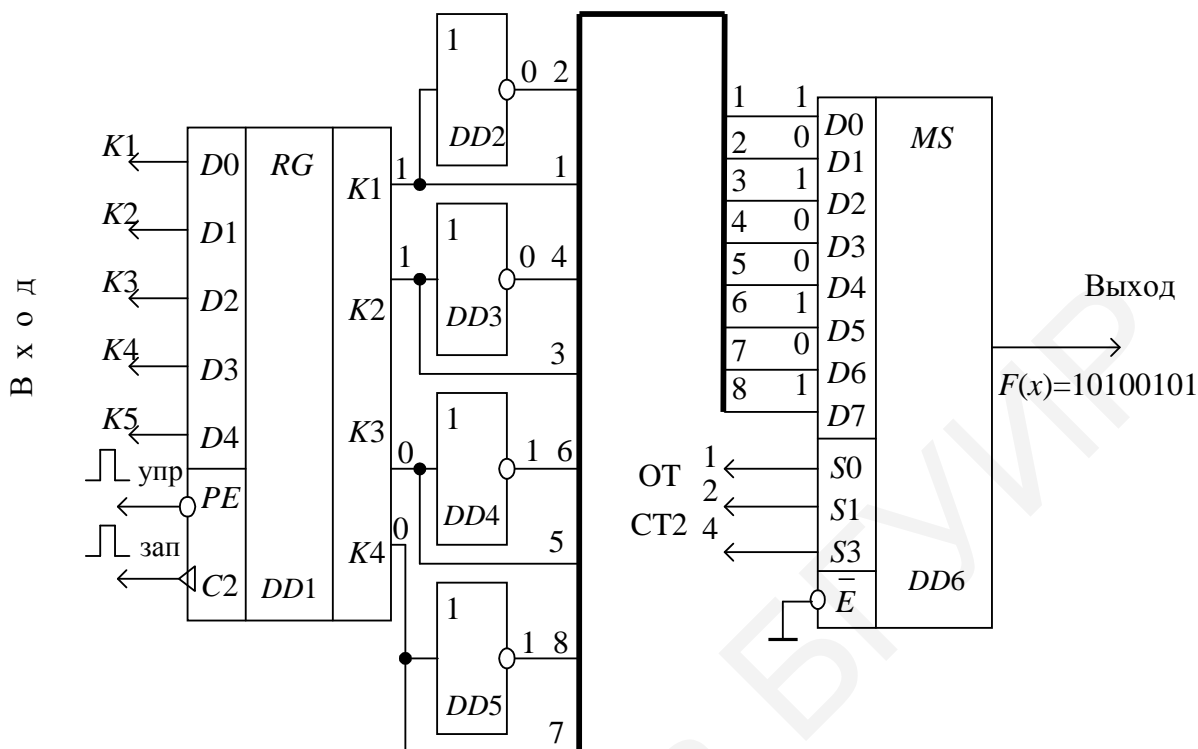 Вход
K1
K2
K3
K4
K5
упр
зап
D0
D1
D2
D3
D4
PE
C2
RG
DD1
K1
K2
K3
K4
1
1
0
0
1
DD2
0 2
1
1
DD3
0 4
3
1
DD4
1 6
5
1
DD5
1 8
7
1 1
2 0
3 1
4 0
5 0
6 1
7 0
8 1
D0
D1
D2
D3
D4
D5
D6
D7
MS
ОТ 1
2
СТ2 4
S0
S1
S3
E̅
DD6
Выход
F(x)=10100101
БГУИР